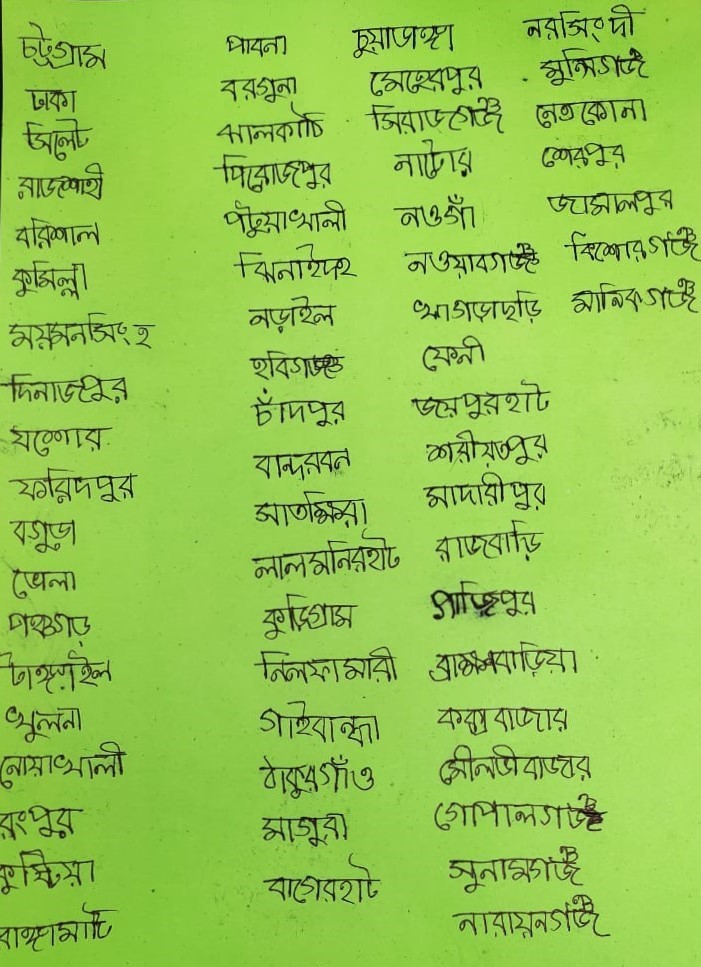 চট্টগ্রাম
ঢাকা
সিলেট
রাজশাহী
বরিশাল
কুমিল্লা
ময়মনসিংহ
দিনাজপুর
যশোর
ফরিদপুর
বগুড়া
ভোলা
পঞ্চগড়
টাঙ্গাইল
খুলনা
নোয়াখালী
রংপুর
কুষ্টিয়া
রাঙ্গামাটি
পাবনা
বরগুনা
ঝালকাঠি
পিরোজপুর
পটুয়াখালী
ঝিনাইদহ
নড়াইল
হবিগঞ্জ
চাঁদপুর
বান্দরবন
সাতক্ষিরা
লালমনিরহাট
কুড়িগ্রাম
নিলফামারী
গাইবান্ধা
ঠাকুরগাঁও
মাগুরা
বাগেরহাট
চুয়াডাঙ্গা
মেহেরপুর
সিরাজগঞ্জ
নাটোর
নওগাঁ
নওয়াবগঞ্জ
খাগড়াছড়ি
ফেনী
জয়পুরহাট
শরীয়তপুর
মাদারীপুর
রাজবাড়ি
গাজিপুর
ব্রাহ্মণবাড়িয়া
কক্সবাজার
মৌলভীবাজার
গোপালগঞ্জ
সুনামগঞ্জ
নারায়নগঞ্জ
নরসিংদী
মুন্সিগঞ্জ
নেত্রকোনা
শেরপুর
জামালপুর
কিশোরগঞ্জ
মানিকগঞ্জ